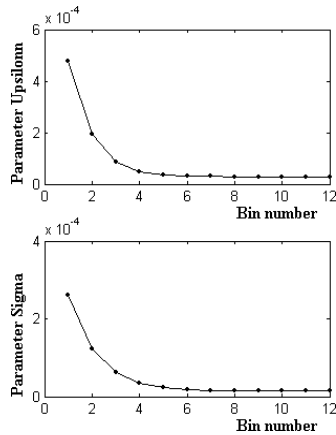 6 x 10⁻⁴
4
2
0
Parameter Upsilonn
0 2 4 6 8 10 12
Bin number
4 x 10⁻⁴
2
0
Parameter Sigma
0 2 4 6 8 10 12
Bin number